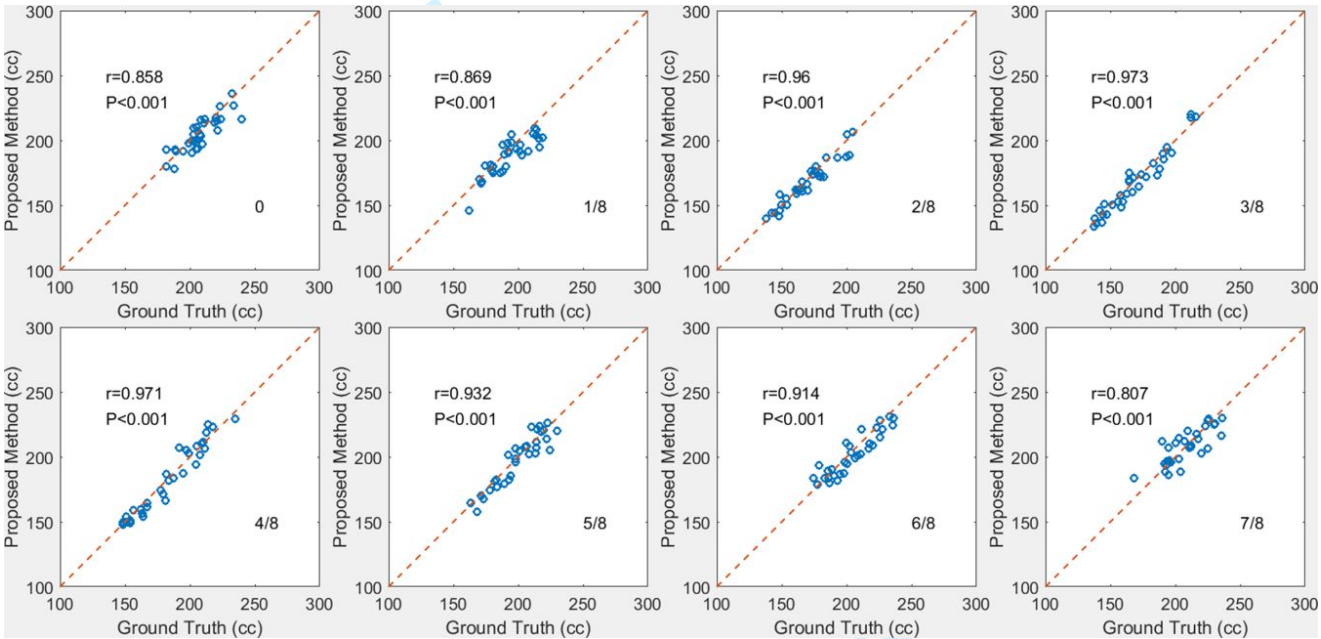 300
250
200
150
100
Proposed Method (cc)
r=0.858
P<0.001
0
100 150 200 250 300
Ground Truth (cc)
300
250
200
150
100
Proposed Method (cc)
r=0.869
P<0.001
1/8
100 150 200 250 300
Ground Truth (cc)
300
250
200
150
100
Proposed Method (cc)
r=0.96
P<0.001
2/8
100 150 200 250 300
Ground Truth (cc)
300
250
200
150
100
Proposed Method (cc)
r=0.973
P<0.001
3/8
100 150 200 250 300
Ground Truth (cc)
300
250
200
150
100
Proposed Method (cc)
r=0.971
P<0.001
4/8
100 150 200 250 300
Ground Truth (cc)
300
250
200
150
100
Proposed Method (cc)
r=0.932
P<0.001
5/8
100 150 200 250 300
Ground Truth (cc)
300
250
200
150
100
Proposed Method (cc)
r=0.914
P<0.001
6/8
100 150 200 250 300
Ground Truth (cc)
300
250
200
150
100
Proposed Method (cc)
r=0.807
P<0.001
7/8
100 150 200 250 300
Ground Truth (cc)